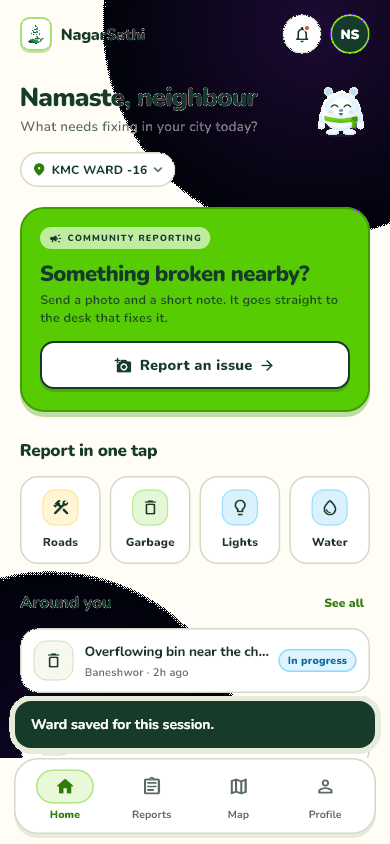 NagarSathi
NS
Namaste, neighbour
What needs fixing in your city today?
KMC WARD -16
COMMUNITY REPORTING
Something broken nearby?
Send a photo and a short note. It goes straight to
the desk that fixes it.
Report an issue →
Report in one tap
Roads Garbage Lights Water
Around you See all
Overflowing bin near the ch...
In progress
Baneshwor · 2h ago
Ward saved for this session.
Home Reports Map Profile